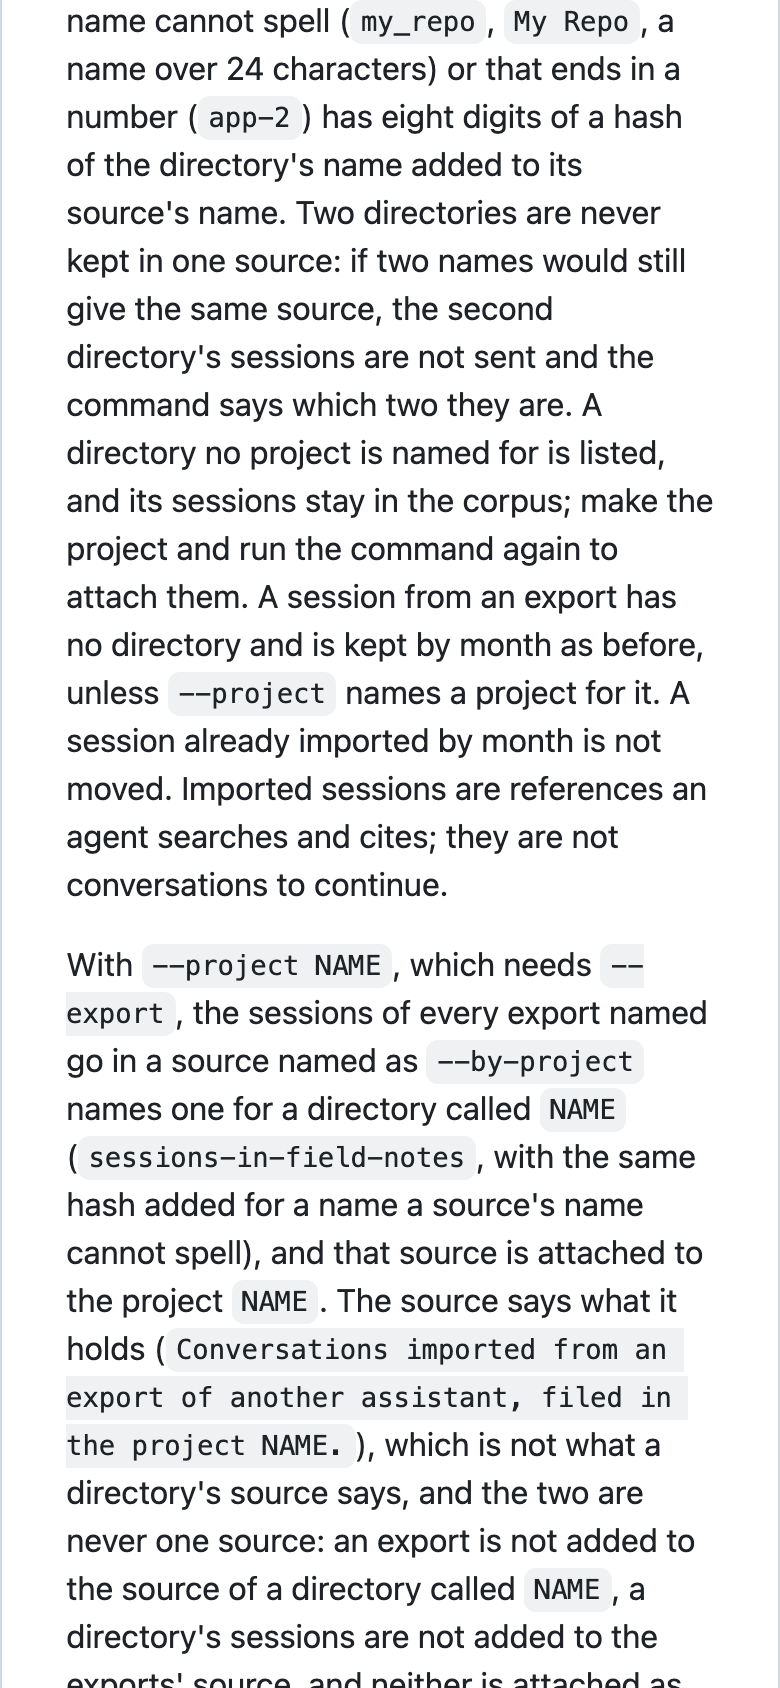 name cannot spell (my_repo, My Repo, a
name over 24 characters) or that ends in a
number (app-2) has eight digits of a hash
of the directory's name added to its
source's name. Two directories are never
kept in one source: if two names would still
give the same source, the second
directory's sessions are not sent and the
command says which two they are. A
directory no project is named for is listed,
and its sessions stay in the corpus; make the
project and run the command again to
attach them. A session from an export has
no directory and is kept by month as before,
unless --project names a project for it. A
session already imported by month is not
moved. Imported sessions are references an
agent searches and cites; they are not
conversations to continue.
With --project NAME, which needs --
export, the sessions of every export named
go in a source named as --by-project
names one for a directory called NAME
(sessions-in-field-notes, with the same
hash added for a name a source's name
cannot spell), and that source is attached to
the project NAME. The source says what it
holds (Conversations imported from an
export of another assistant, filed in
the project NAME.), which is not what a
directory's source says, and the two are
never one source: an export is not added to
the source of a directory called NAME, a
directory's sessions are not added to the
exports' source, and neither is attached as